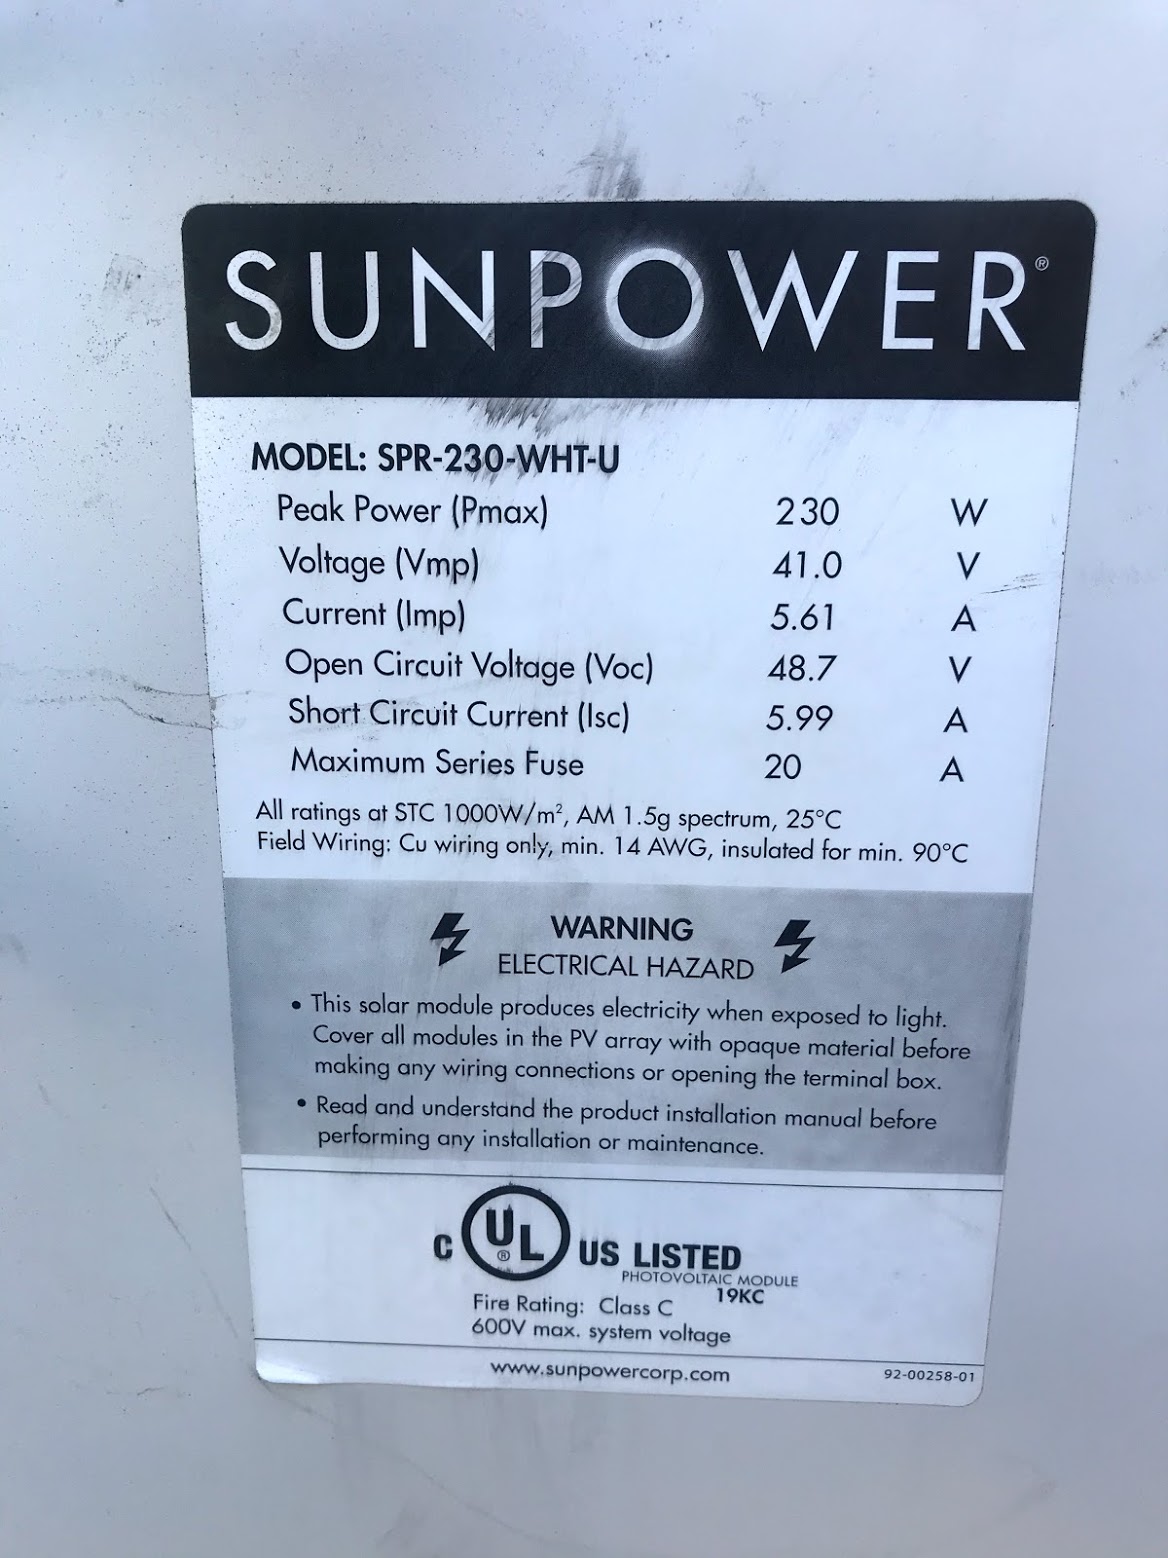 SUNPOWER®
MODEL: SPR-230-WHT-U
Peak Power (Pmax) 230 W
Voltage (Vmp) 41.0 V
Current (Imp) 5.61 A
Open Circuit Voltage (Voc) 48.7 V
Short Circuit Current (Isc) 5.99 A
Maximum Series Fuse 20 A
All ratings at STC 1000W/m², AM 1.5g spectrum, 25°C
Field Wiring: Cu wiring only, min. 14 AWG, insulated for min. 90°C
WARNING
ELECTRICAL HAZARD
• This solar module produces electricity when exposed to light.
Cover all modules in the PV array with opaque material before
making any wiring connections or opening the terminal box.
• Read and understand the product installation manual before
performing any installation or maintenance.
C UL® US LISTED
PHOTOVOLTAIC MODULE
19KC
Fire Rating: Class C
600V max. system voltage
www.sunpowercorp.com 92-00258-01